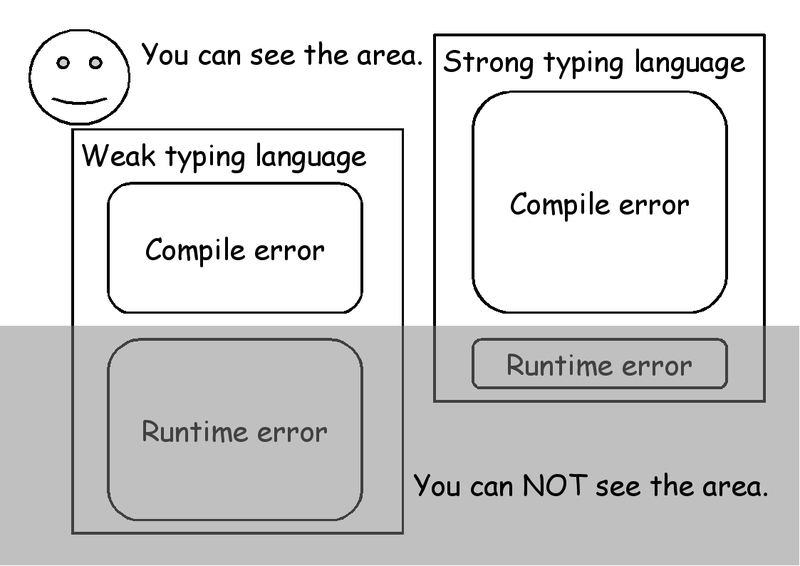 You can see the area.
Strong typing language
Weak typing language
Compile error
Compile error
Runtime error
Runtime error
You can NOT see the area.